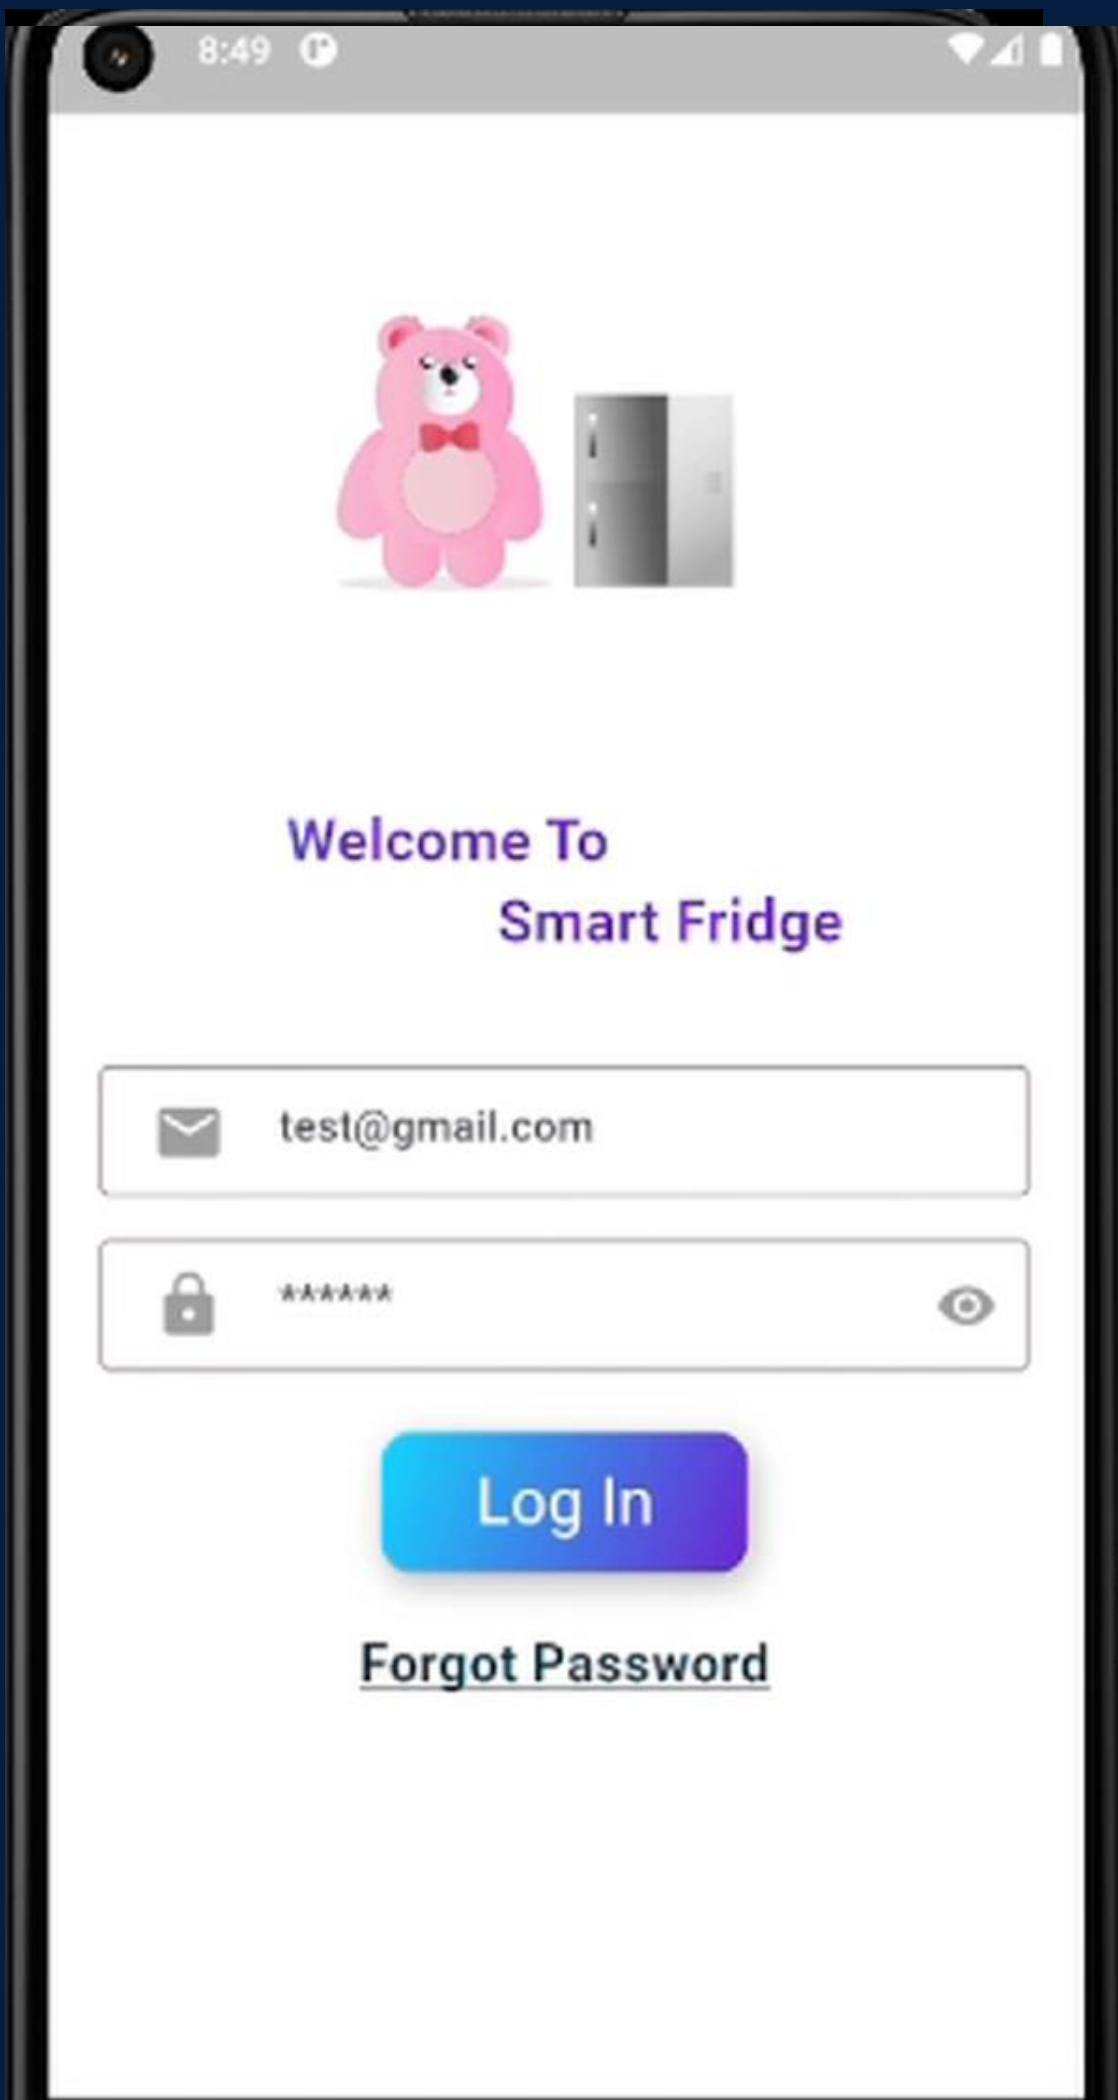 8:49
Welcome To
Smart Fridge
test@gmail.com
******
Log In
Forgot Password